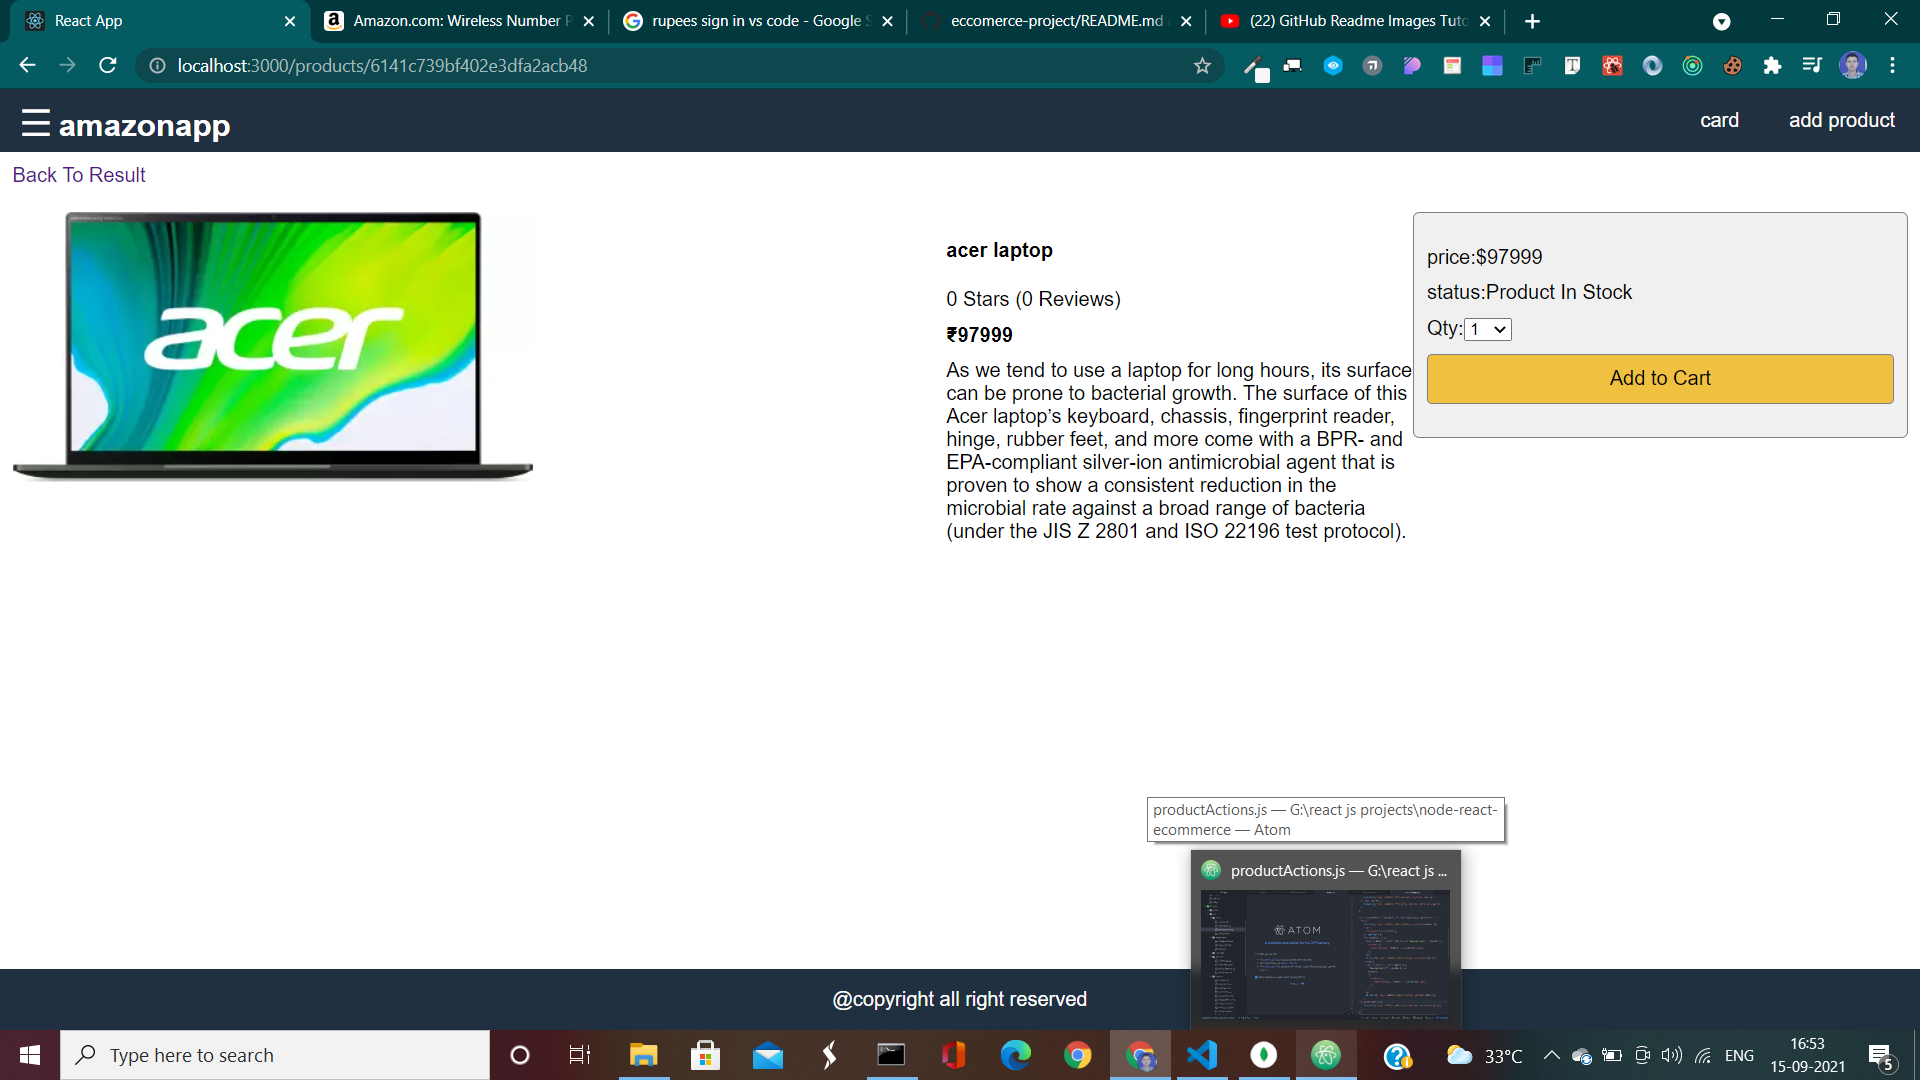 React App
Amazon.com: Wireless Number P
rupees sign in vs code - Google S
eccomerce-project/README.md a
(22) GitHub Readme Images Tuto
localhost:3000/products/6141c739bf402e3dfa2acb48
amazonapp
card
add product
Back To Result
acer
acer laptop
0 Stars (0 Reviews)
₹97999
As we tend to use a laptop for long hours, its surface
can be prone to bacterial growth. The surface of this
Acer laptop’s keyboard, chassis, fingerprint reader,
hinge, rubber feet, and more come with a BPR- and
EPA-compliant silver-ion antimicrobial agent that is
proven to show a consistent reduction in the
microbial rate against a broad range of bacteria
(under the JIS Z 2801 and ISO 22196 test protocol).
price:$97999
status:Product In Stock
Qty: 1
Add to Cart
productActions.js — G:\react js projects\node-react-
ecommerce — Atom
productActions.js — G:\react js ...
ATOM
@copyright all right reserved
Type here to search
33°C
ENG
16:53
15-09-2021
5